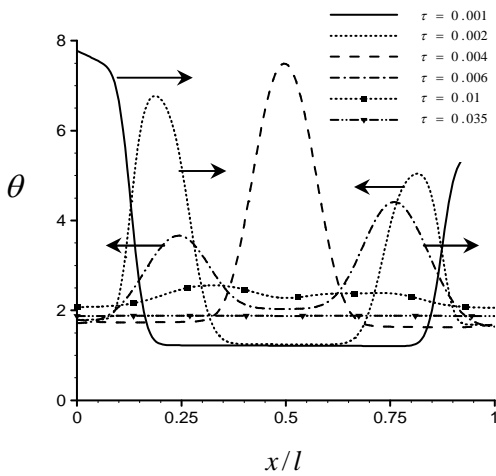 τ = 0.001
τ = 0.002
τ = 0.004
τ = 0.006
τ = 0.01
τ = 0.035
8
6
θ
4
2
0
0 0.25 0.5 0.75 1
x/l